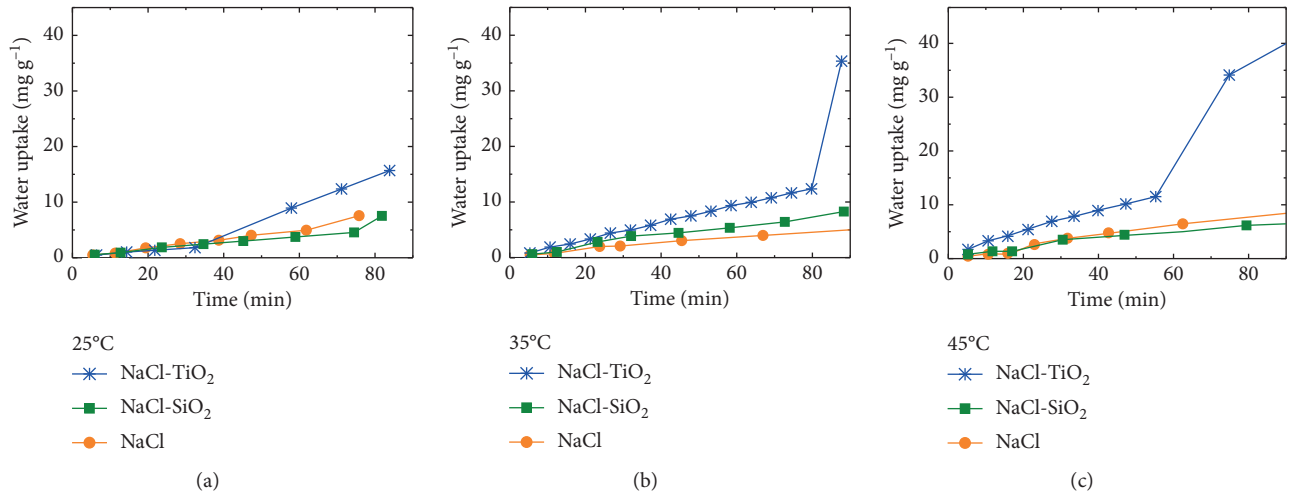 Water uptake (mg g⁻¹)
40
30
20
10
0
0
20
40
60
80
Time (min)
25°C
NaCl-TiO₂
NaCl-SiO₂
NaCl
(a)
Water uptake (mg g⁻¹)
40
30
20
10
0
0
20
40
60
80
Time (min)
35°C
NaCl-TiO₂
NaCl-SiO₂
NaCl
(b)
Water uptake (mg g⁻¹)
40
30
20
10
0
0
20
40
60
80
Time (min)
45°C
NaCl-TiO₂
NaCl-SiO₂
NaCl
(c)